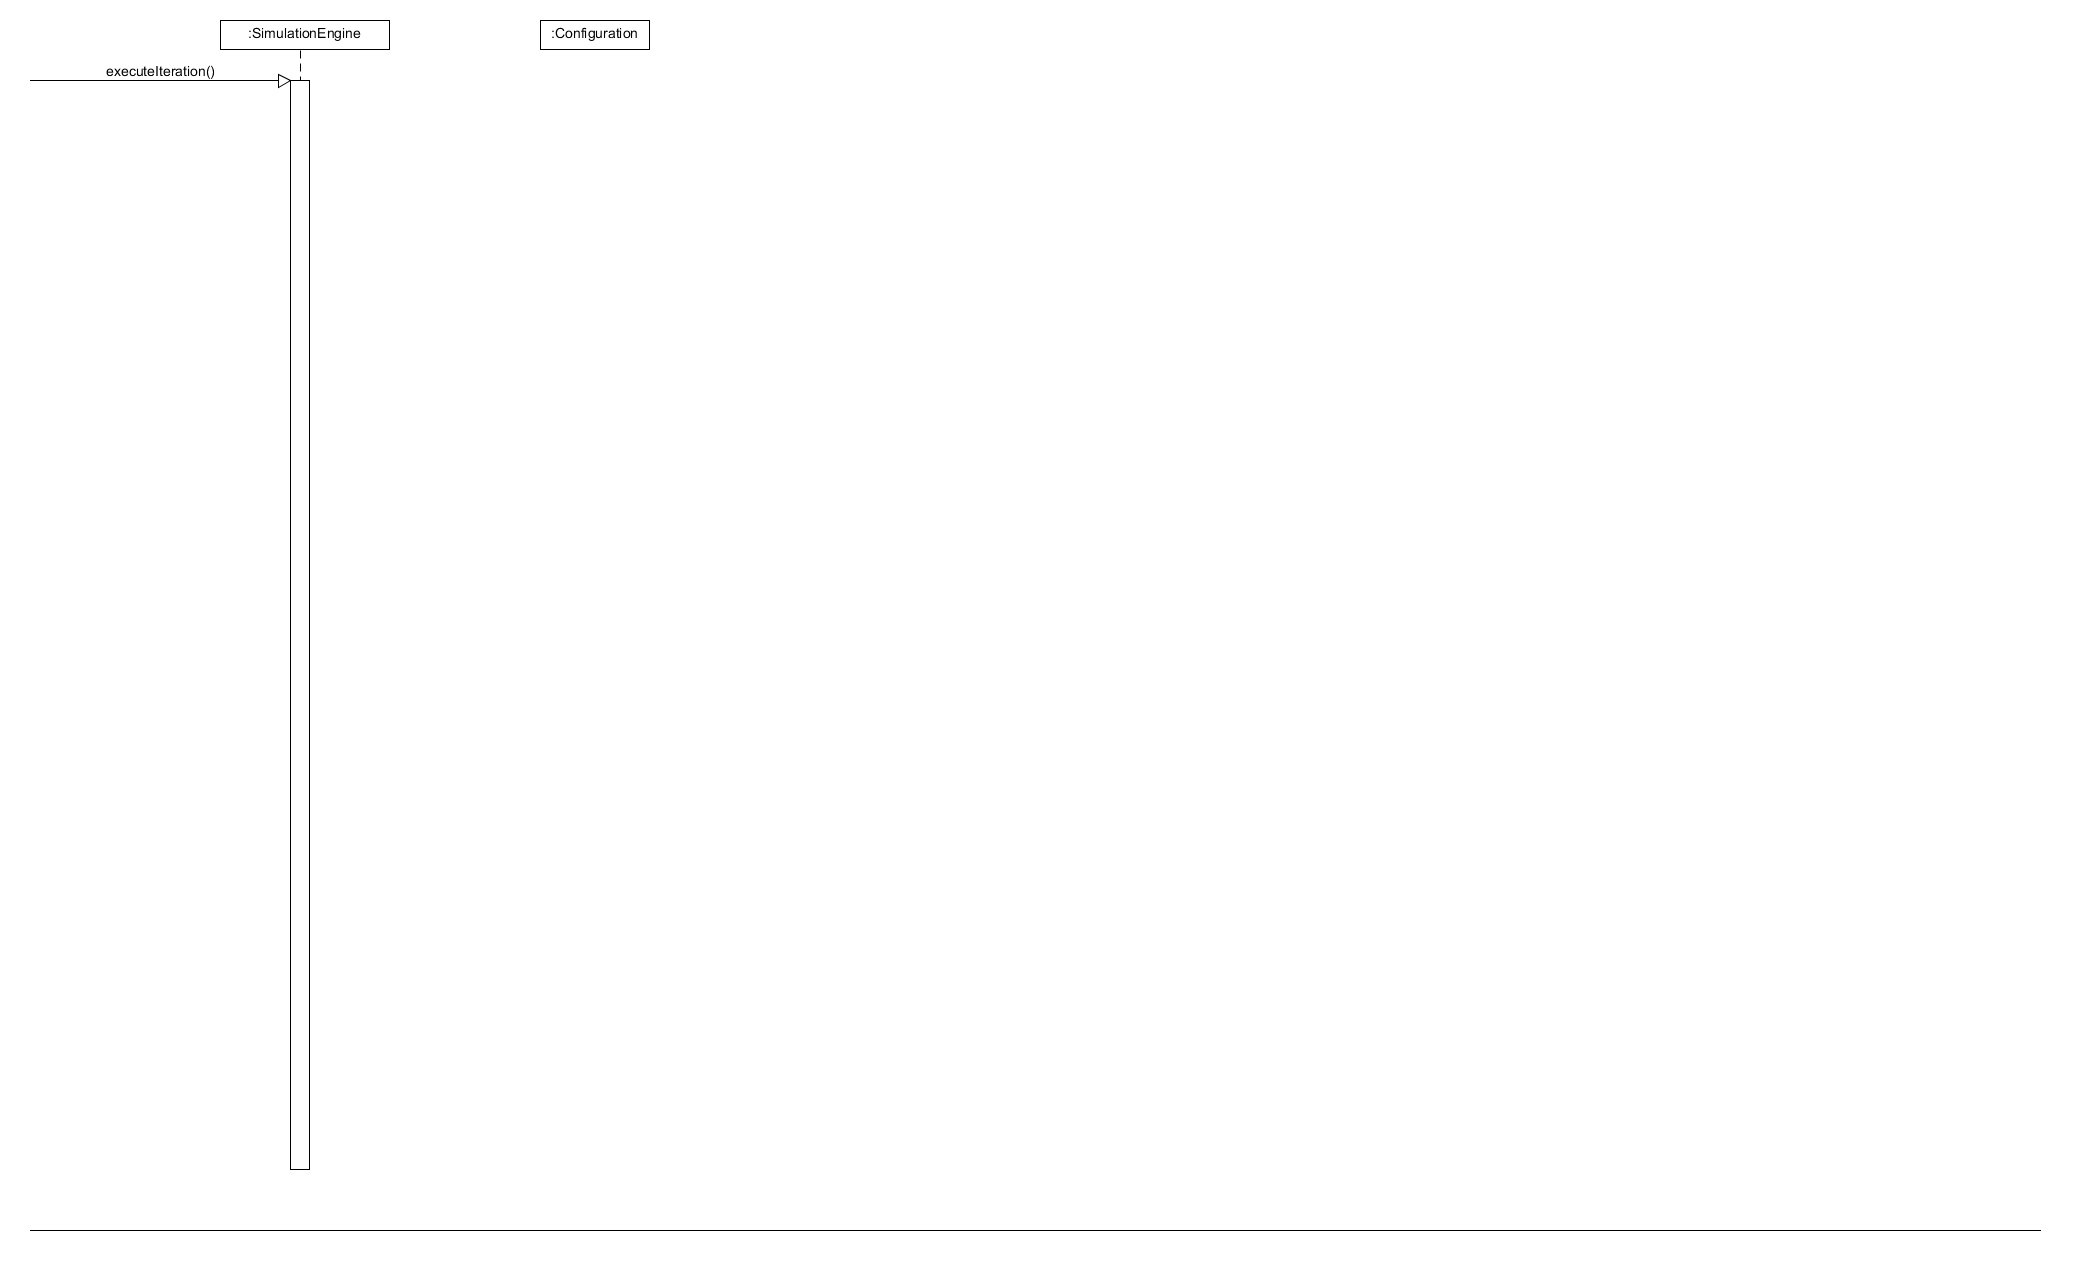 :SimulationEngine
:Configuration
executeIteration()